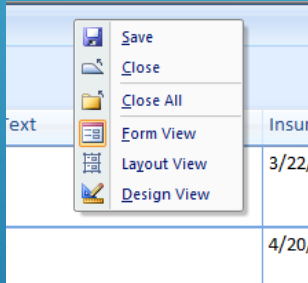 Save
Close
Close All
Text Insur
Form View
Layout View 3/22/
Design View
4/20/